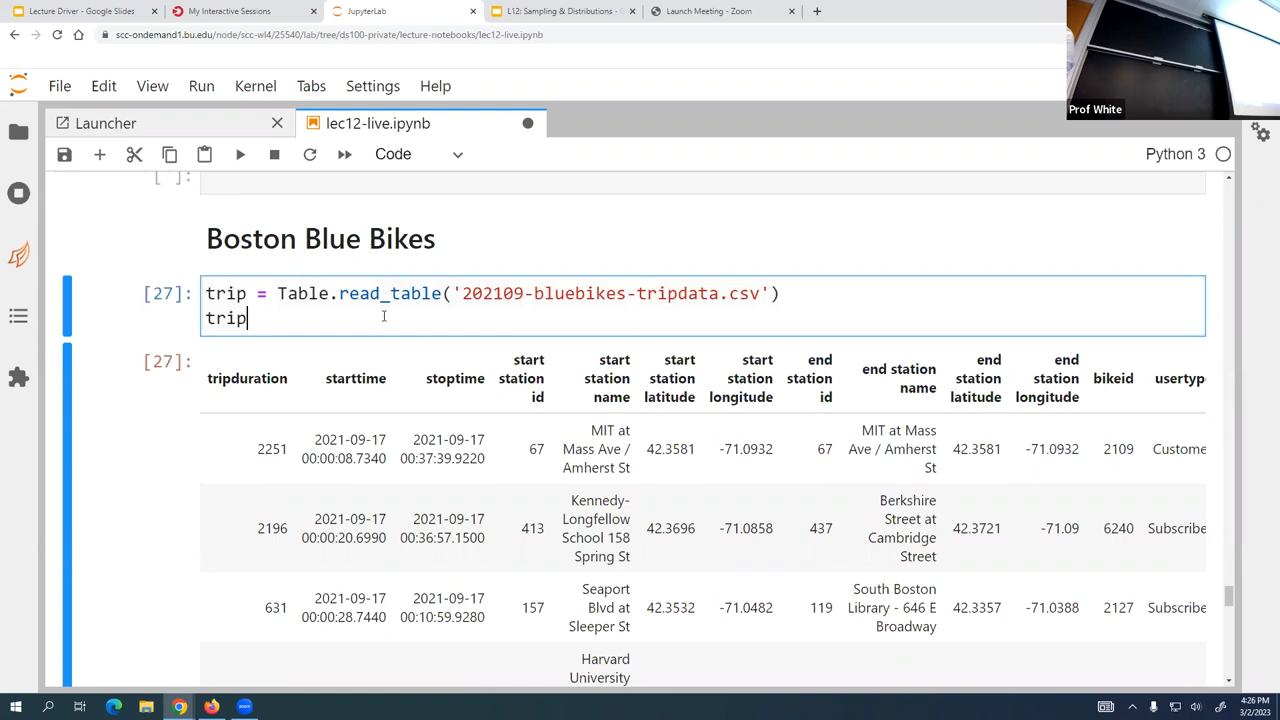 Lecture Driver - Google Slides
My Interactive Sessions
JupyterLab
L12: Sampling & Distributions -
Launch Meeting - Zoom
scc-ondemand1.bu.edu/node/scc-wl4/25540/lab/tree/ds100-private/lecture-notebooks/lec12-live.ipynb
Prof White
File Edit View Run Kernel Tabs Settings Help
Launcher
lec12-live.ipynb
Code
Python 3
[ ]:
Boston Blue Bikes
[27]: trip = Table.read_table('202109-bluebikes-tripdata.csv')
trip
[27]:
tripduration starttime stoptime start station id start station name start station latitude start station longitude end station id end station name end station latitude end station longitude bikeid usertype
2251 2021-09-17 00:00:08.7340 2021-09-17 00:37:39.9220 67 MIT at Mass Ave / Amherst St 42.3581 -71.0932 67 MIT at Mass Ave / Amherst St 42.3581 -71.0932 2109 Custome
2196 2021-09-17 00:00:20.6990 2021-09-17 00:36:57.1500 413 Kennedy-Longfellow School 158 Spring St 42.3696 -71.0858 437 Berkshire Street at Cambridge Street 42.3721 -71.09 6240 Subscribe
631 2021-09-17 00:00:28.7440 2021-09-17 00:10:59.9280 157 Seaport Blvd at Sleeper St 42.3532 -71.0482 119 South Boston Library - 646 E Broadway 42.3357 -71.0388 2127 Subscribe
Harvard University
4:26 PM
3/2/2023